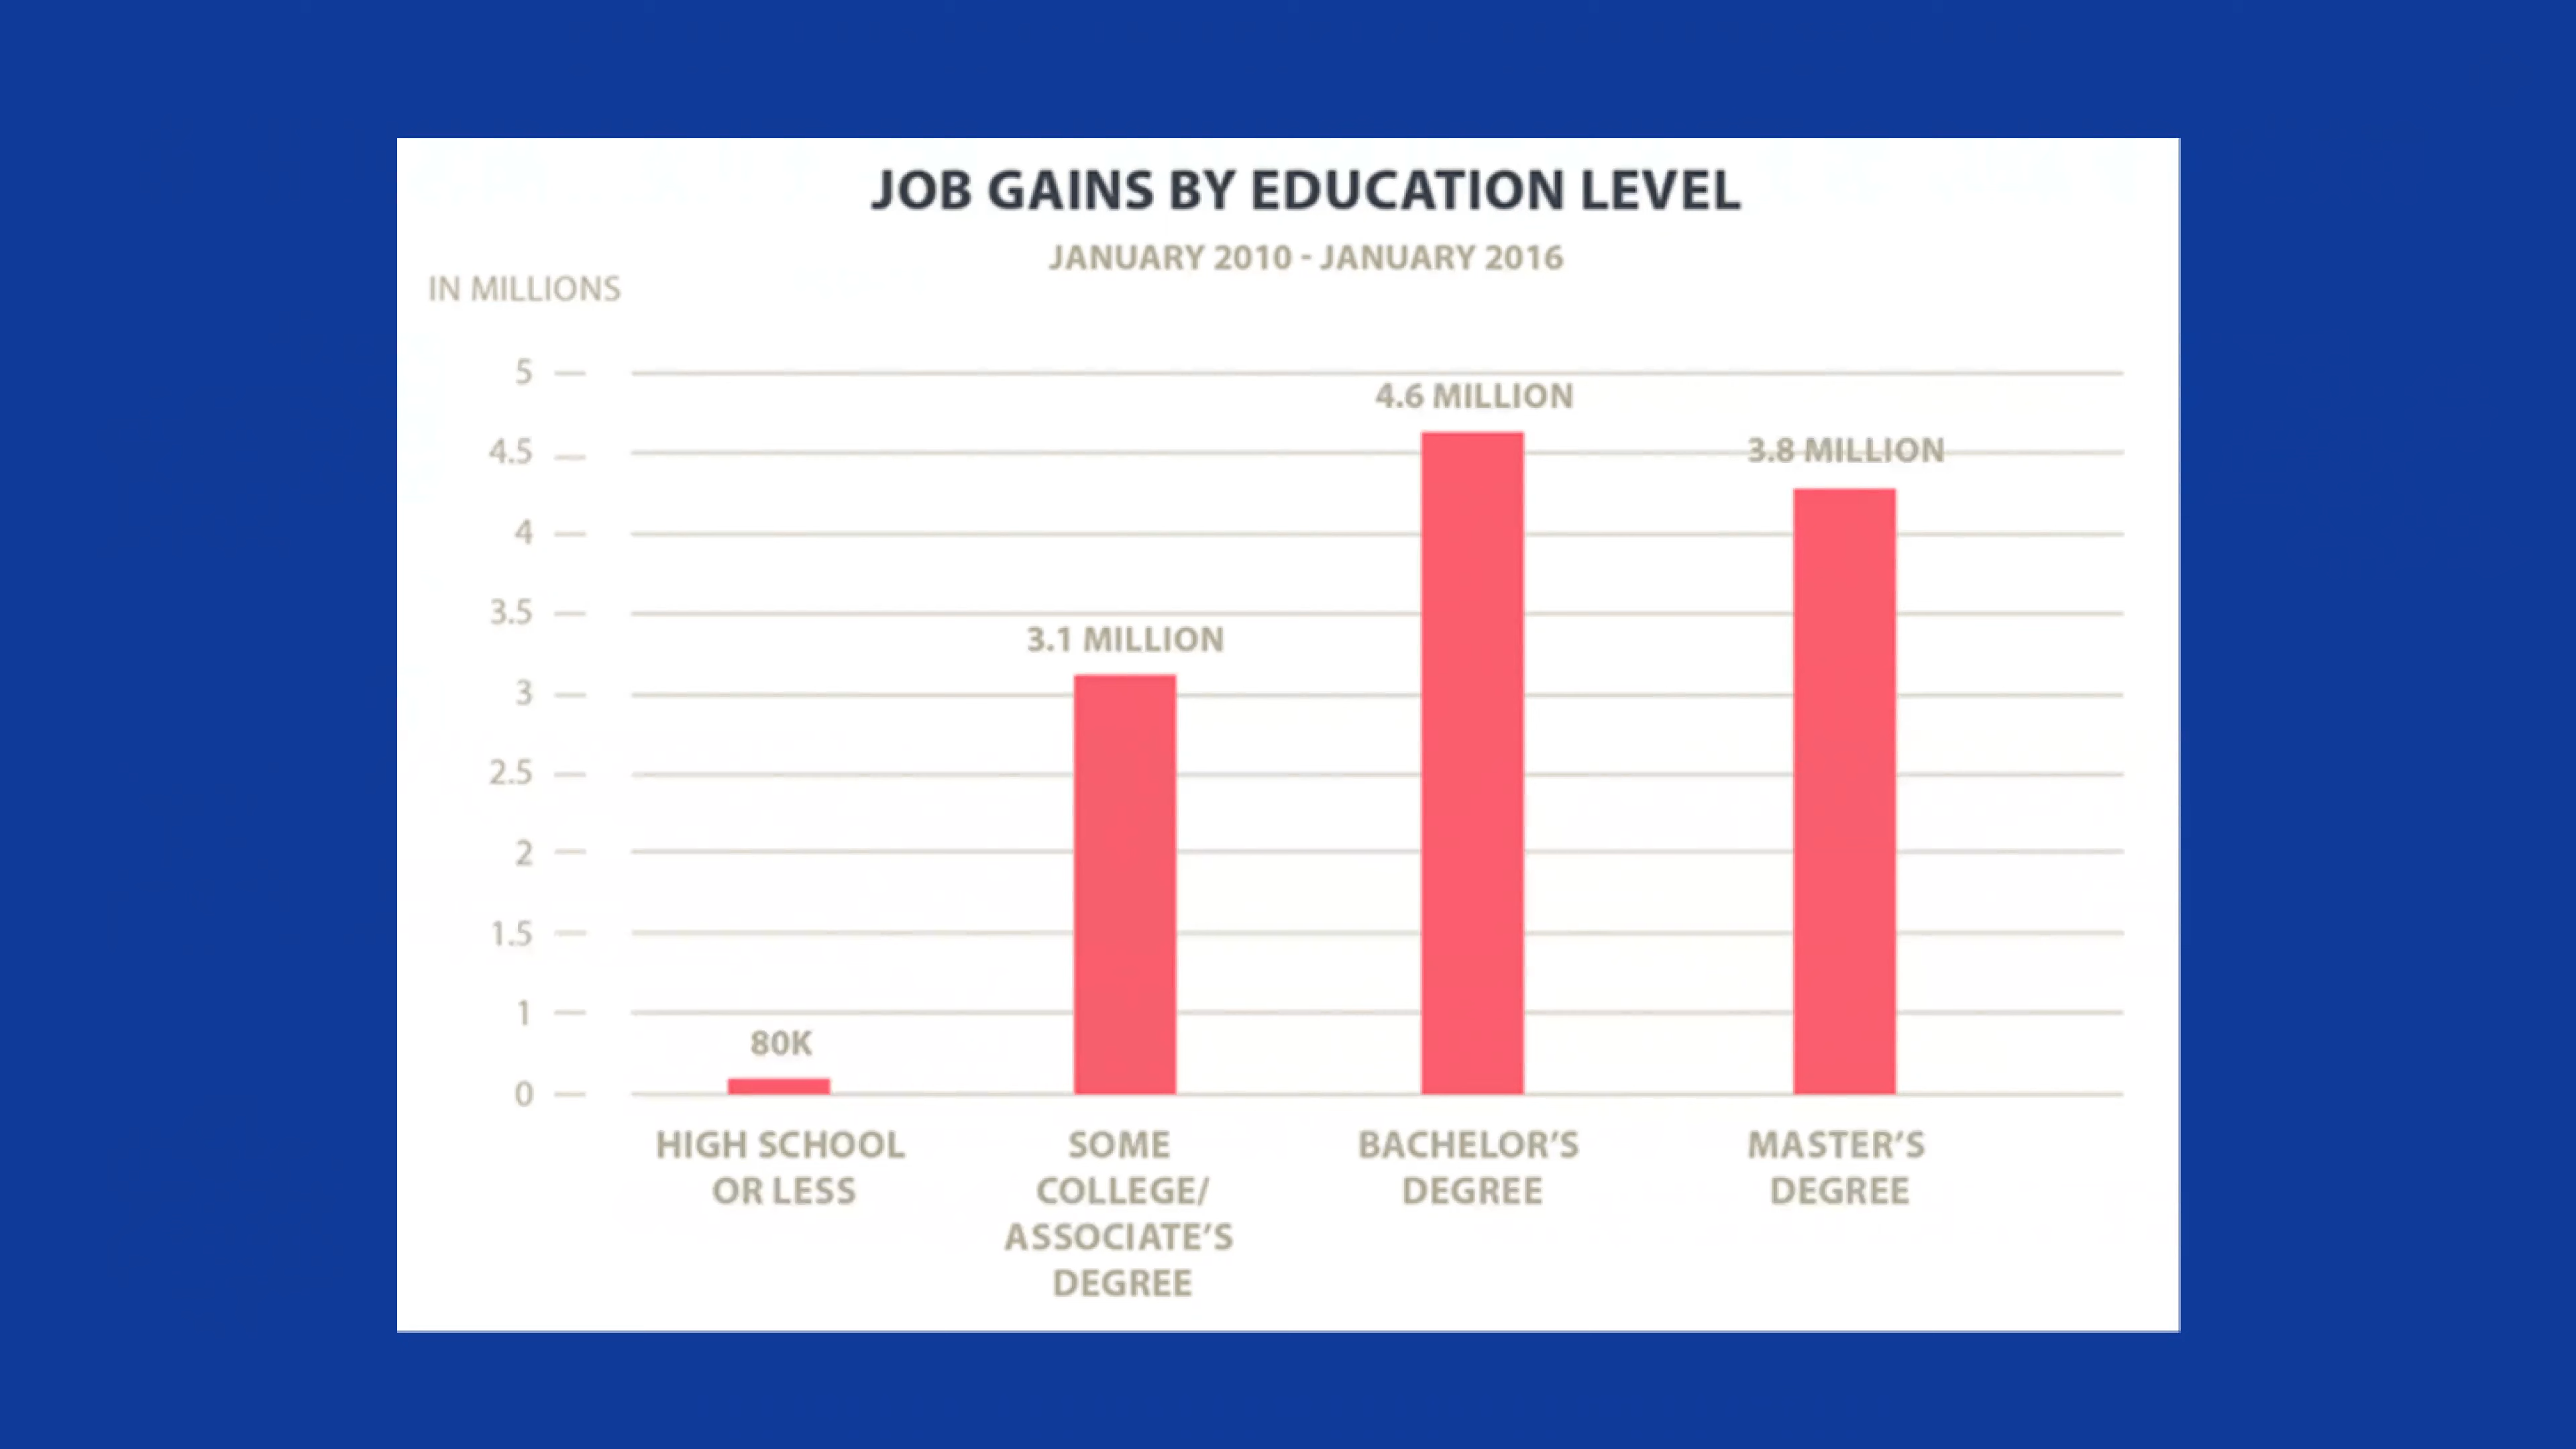 JOB GAINS BY EDUCATION LEVEL
JANUARY 2010 - JANUARY 2016
IN MILLIONS
5
4.6 MILLION
4.5
3.8 MILLION
4
3.5
3.1 MILLION
3
2.5
2
1.5
1
80K
0
HIGH SCHOOL
OR LESS
SOME
COLLEGE/
ASSOCIATE'S
DEGREE
BACHELOR'S
DEGREE
MASTER'S
DEGREE